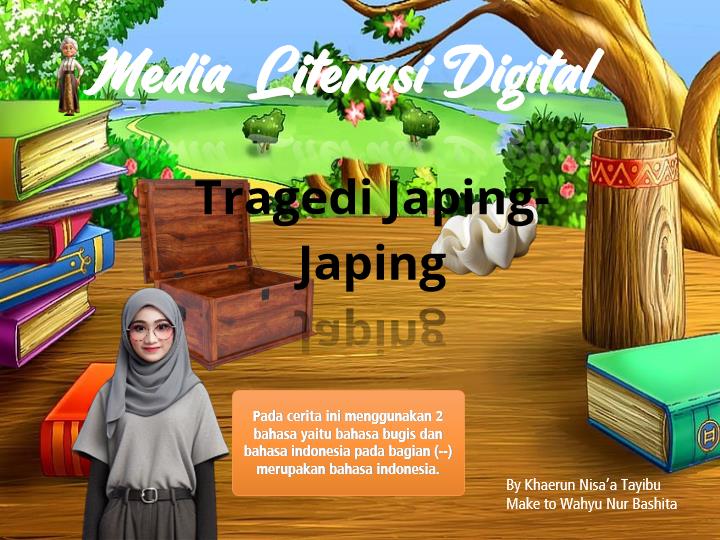 Media Literasi Digital
Tragedi Japing-
Japing
Pada cerita ini menggunakan 2
bahasa yaitu bahasa bugis dan
bahasa indonesia pada bagian (--)
merupakan bahasa indonesia.
By Khaerun Nisa’a Tayibu
Make to Wahyu Nur Bashita